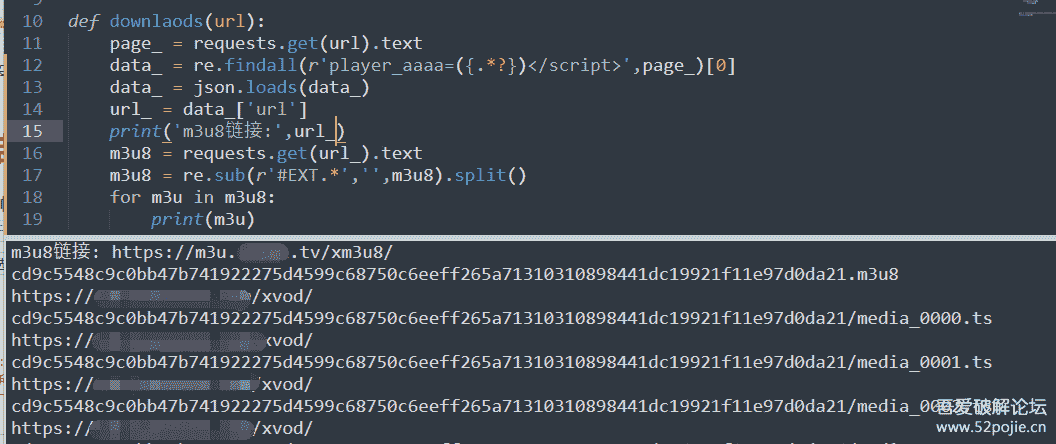 10 def downlaods(url):
11 page_ = requests.get(url).text
12 data_ = re.findall(r'player_aaaa=({.*?})</script>',page_)[0]
13 data_ = json.loads(data_)
14 url_ = data_['url']
15 print('m3u8链接:',url_)
16 m3u8 = requests.get(url_).text
17 m3u8 = re.sub(r'#EXT.*','',m3u8).split()
18 for m3u in m3u8:
19 print(m3u)
m3u8链接: https://m3u. .tv/xm3u8/
cd9c5548c9c0bb47b741922275d4599c68750c6eeff265a71310310898441dc19921f11e97d0da21.m3u8
https:// /xvod/
cd9c5548c9c0bb47b741922275d4599c68750c6eeff265a71310310898441dc19921f11e97d0da21/media_0000.ts
https:// xvod/
cd9c5548c9c0bb47b741922275d4599c68750c6eeff265a71310310898441dc19921f11e97d0da21/media_0001.ts
https:// /xvod/
cd9c5548c9c0bb47b741922275d4599c68750c6eeff265a71310310898441dc19921f11e97d0da21/media_00
https:// xvod/
吾爱破解论坛
www.52pojie.cn